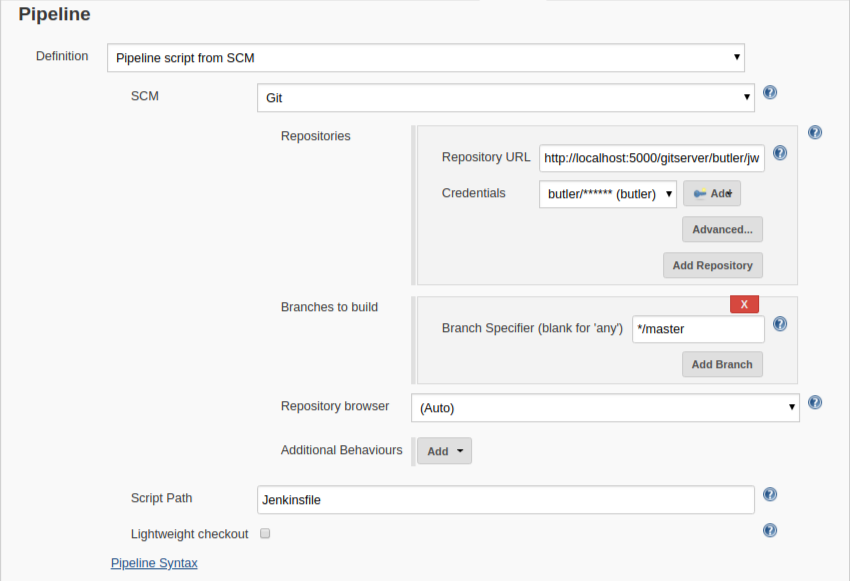 Pipeline
Definition Pipeline script from SCM
SCM Git
Repositories
Repository URL http://localhost:5000/gitserver/butler/jw
Credentials butler/****** (butler) Add
Advanced...
Add Repository
Branches to build
X
Branch Specifier (blank for 'any') */master
Add Branch
Repository browser (Auto)
Additional Behaviours Add
Script Path Jenkinsfile
Lightweight checkout
Pipeline Syntax